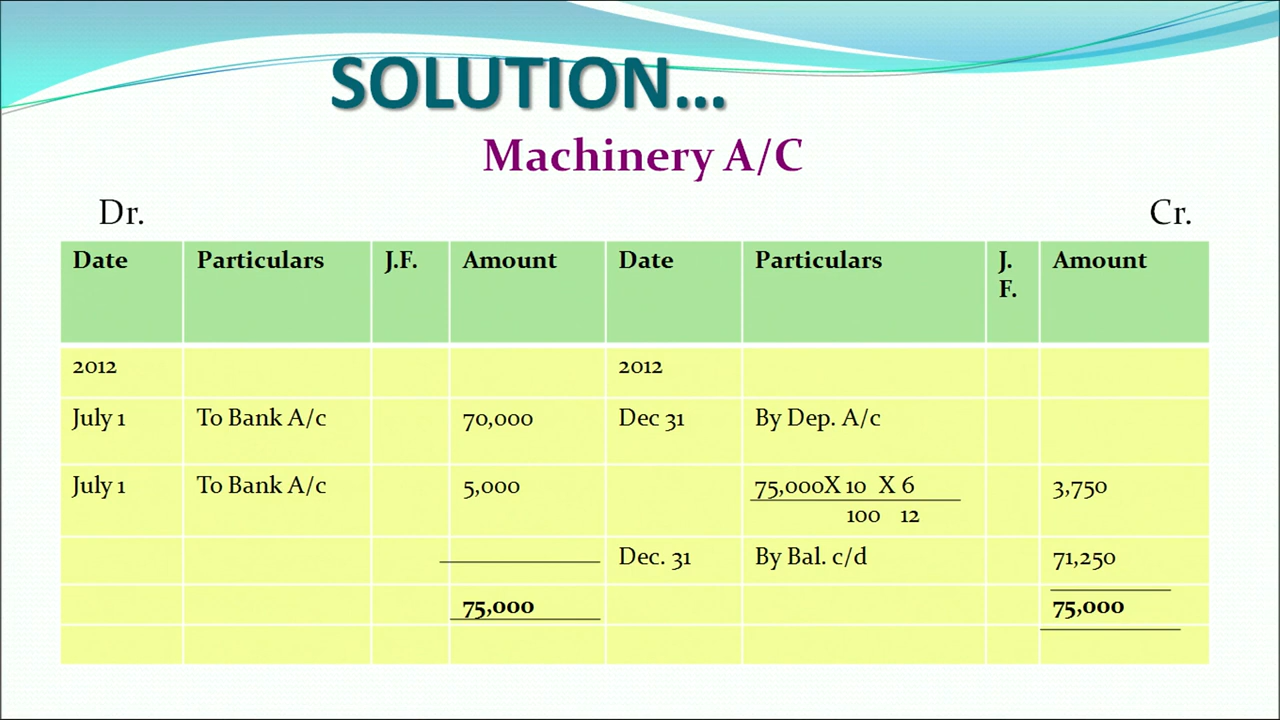 SOLUTION...
Machinery A/C
Dr. Cr.
Date Particulars J.F. Amount Date Particulars J. F. Amount
2012 2012
July 1 To Bank A/c 70,000 Dec 31 By Dep. A/c
July 1 To Bank A/c 5,000 75,000X 10 X 6 3,750
100 12
Dec. 31 By Bal. c/d 71,250
75,000 75,000